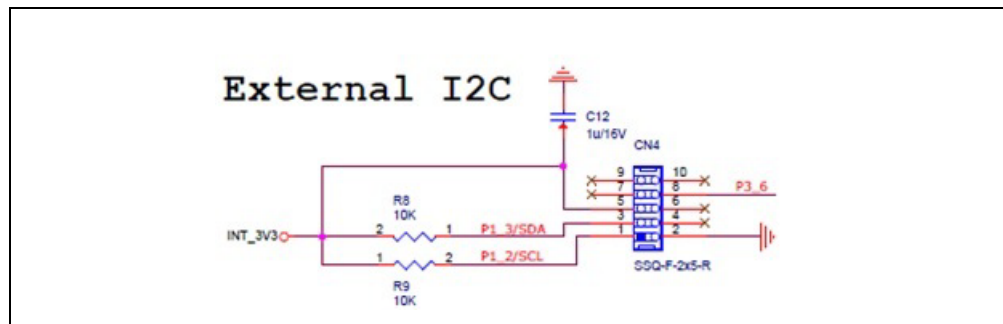 External I2C
C12
1u/16V
CN4
9 10
7 8 P3_6
5 6
R8
10K
3 4
2 1 P1_3/SDA
INT_3V3
1 2
1 2 P1_2/SCL
SSQ-F-2x5-R
R9
10K